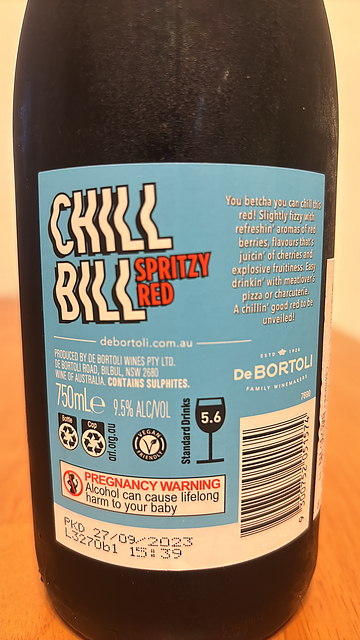 CHILL
BILL
SPRITZY
RED
You betcha you can chill this
red! Slightly fizzy with
refreshin' aromas of red
berries, flavours that's
juicin' of cherries and
explosive fruitiness. Easy
drinkin' with meatlover's
pizza or charcuterie.
A chillin' good red to be
unveiled!
debortoli.com.au
PRODUCED BY DE BORTOLI WINES PTY LTD.
DE BORTOLI ROAD, BILBUL, NSW 2680
WINE OF AUSTRALIA. CONTAINS SULPHITES.
750mLe 9.5% ALC/VOL
ESTD 1928
DE BORTOLI
FAMILY WINEMAKERS
7680
Bottle
Cap
arl.org.au
VEGAN
FRIENDLY
Standard Drinks
5.6
PREGNANCY WARNING
Alcohol can cause lifelong
harm to your baby
PKD 27/09/2023
L3270b1 15:39